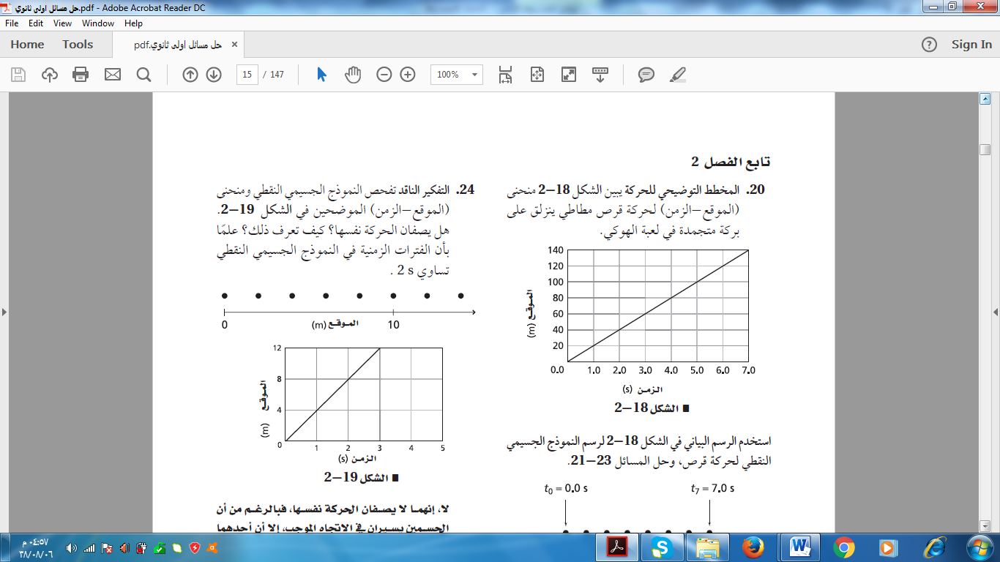 حل مسائل اولى ثانوي.pdf - Adobe Acrobat Reader DC
File Edit View Window Help
Home Tools حل مسائل اولى ثانوي.pdf × ? Sign In
15 / 147 100%
تابع الفصل 2
20. المخطط التوضيحي للحركة يبين الشكل 18–2 منحنى
(الموقع–الزمن) لحركة قرص مطاطي ينزلق على
بركة متجمدة في لعبة الهوكي.
140
120
100
80
60
40
20
0.0 1.0 2.0 3.0 4.0 5.0 6.0 7.0
الموقع (m)
الزمن (s)
■ الشكل 18–2
استخدم الرسم البياني في الشكل 18–2 لرسم النموذج الجسيمي
النقطي لحركة قرص، وحل المسائل 23–21.
t0 = 0.0 s t7 = 7.0 s
24. التفكير الناقد تفحص النموذج الجسيمي النقطي ومنحنى
(الموقع–الزمن) الموضحين في الشكل 19–2.
هل يصفان الحركة نفسها؟ كيف تعرف ذلك؟ علمًا
بأن الفترات الزمنية في النموذج الجسيمي النقطي
تساوي 2 s .
0 الموقع (m) 10
12
8
4
0 1 2 3 4 5
الموقع (m)
الزمن (s)
■ الشكل 19–2
لا، إنهما لا يصفان الحركة نفسها، فبالرغم من أن
الجسمين يسيران في الاتجاه الموجب، إلا أن أحدهما
٠٤:٥٧ م
٣٨/٠٨/٠٦